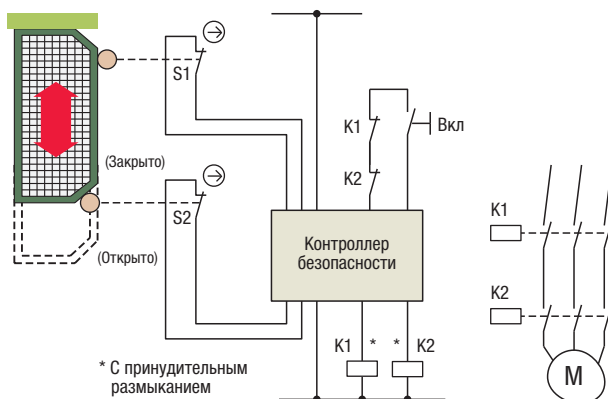 S1
(Закрыто)
S2
(Открыто)
K1
Вкл
K2
Контроллер
безопасности
K1 * * K2
* С принудительным
размыканием
K1
K2
M